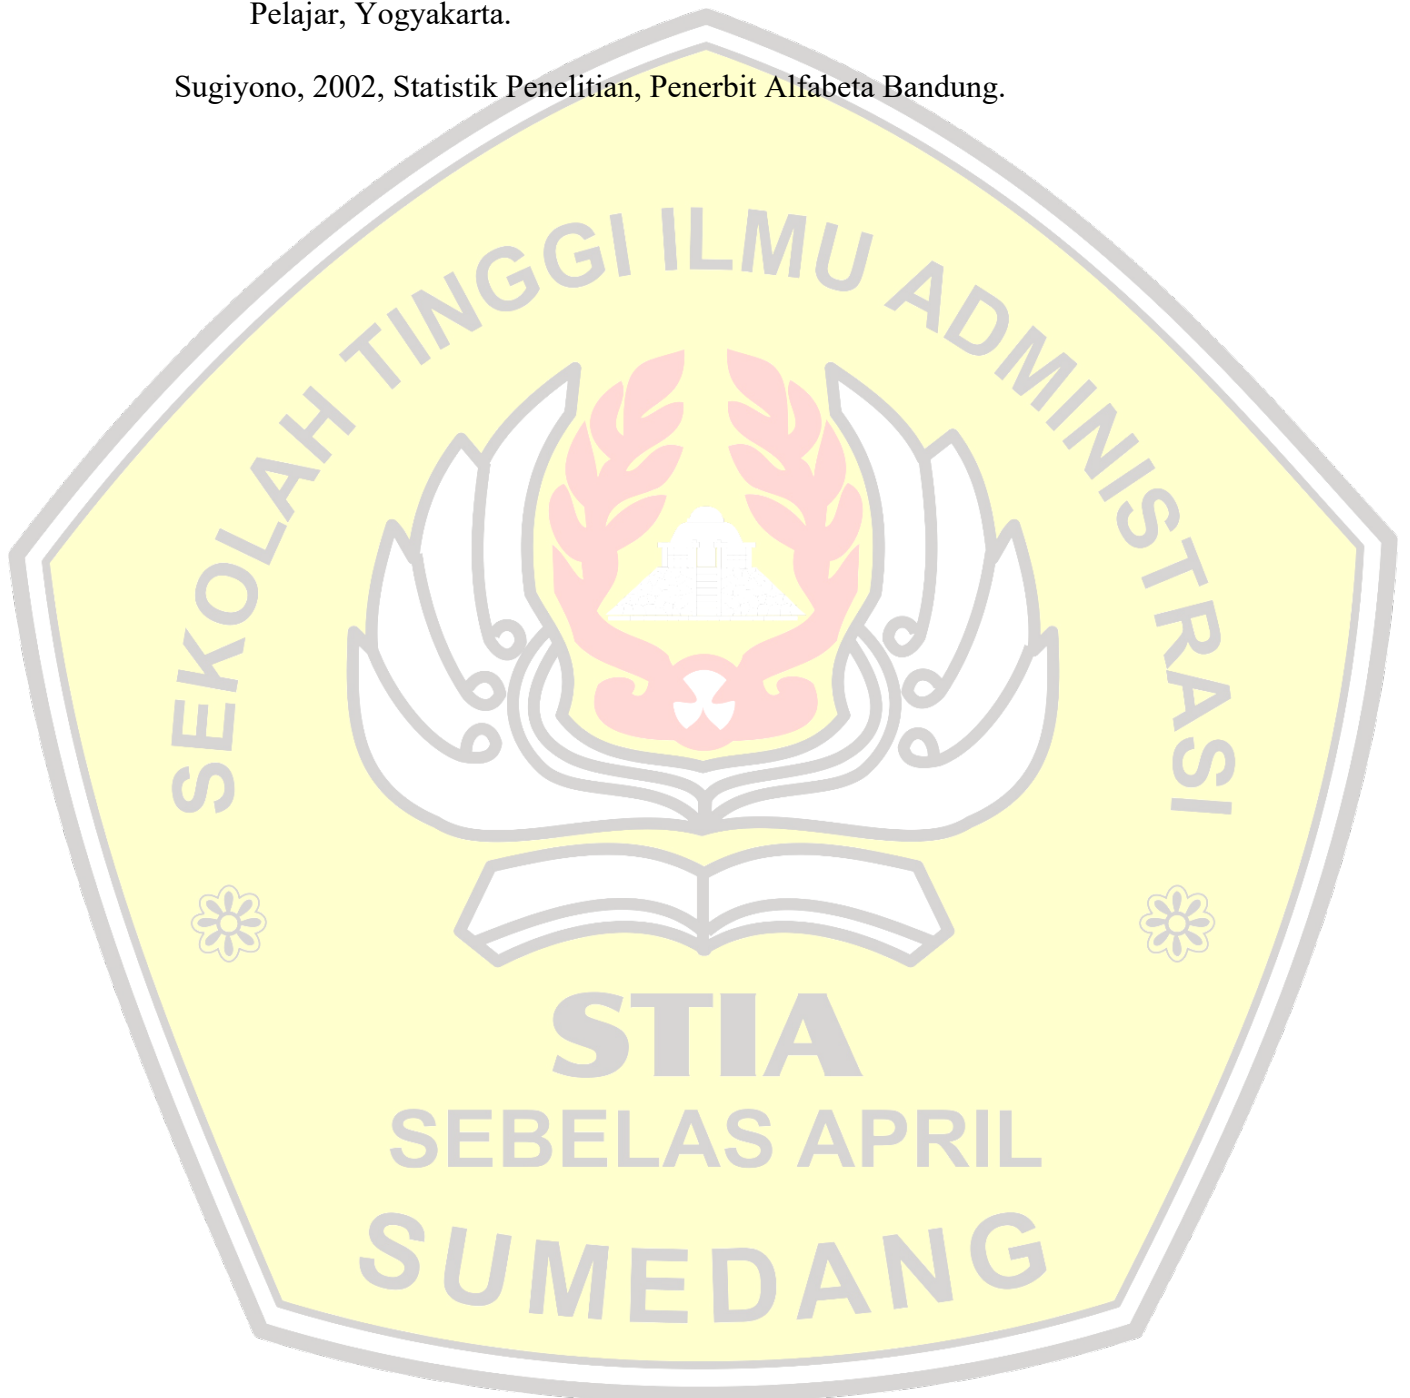 Pelajar, Yogyakarta.
Sugiyono, 2002, Statistik Penelitian, Penerbit Alfabeta Bandung.
SEKOLAH TINGGI ILMU ADMINISTRASI
STIA
SEBELAS APRIL
SUMEDANG